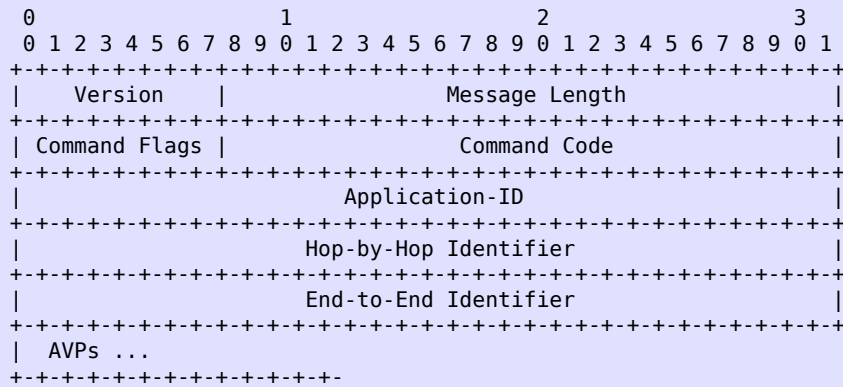 0                   1                   2                   3
 0 1 2 3 4 5 6 7 8 9 0 1 2 3 4 5 6 7 8 9 0 1 2 3 4 5 6 7 8 9 0 1
+-+-+-+-+-+-+-+-+-+-+-+-+-+-+-+-+-+-+-+-+-+-+-+-+-+-+-+-+-+-+-+-+
|    Version    |                 Message Length                |
+-+-+-+-+-+-+-+-+-+-+-+-+-+-+-+-+-+-+-+-+-+-+-+-+-+-+-+-+-+-+-+-+
| Command Flags |                  Command Code                 |
+-+-+-+-+-+-+-+-+-+-+-+-+-+-+-+-+-+-+-+-+-+-+-+-+-+-+-+-+-+-+-+-+
|                         Application-ID                        |
+-+-+-+-+-+-+-+-+-+-+-+-+-+-+-+-+-+-+-+-+-+-+-+-+-+-+-+-+-+-+-+-+
|                      Hop-by-Hop Identifier                    |
+-+-+-+-+-+-+-+-+-+-+-+-+-+-+-+-+-+-+-+-+-+-+-+-+-+-+-+-+-+-+-+-+
|                      End-to-End Identifier                    |
+-+-+-+-+-+-+-+-+-+-+-+-+-+-+-+-+-+-+-+-+-+-+-+-+-+-+-+-+-+-+-+-+
|  AVPs ...
+-+-+-+-+-+-+-+-+-+-+-+-+-